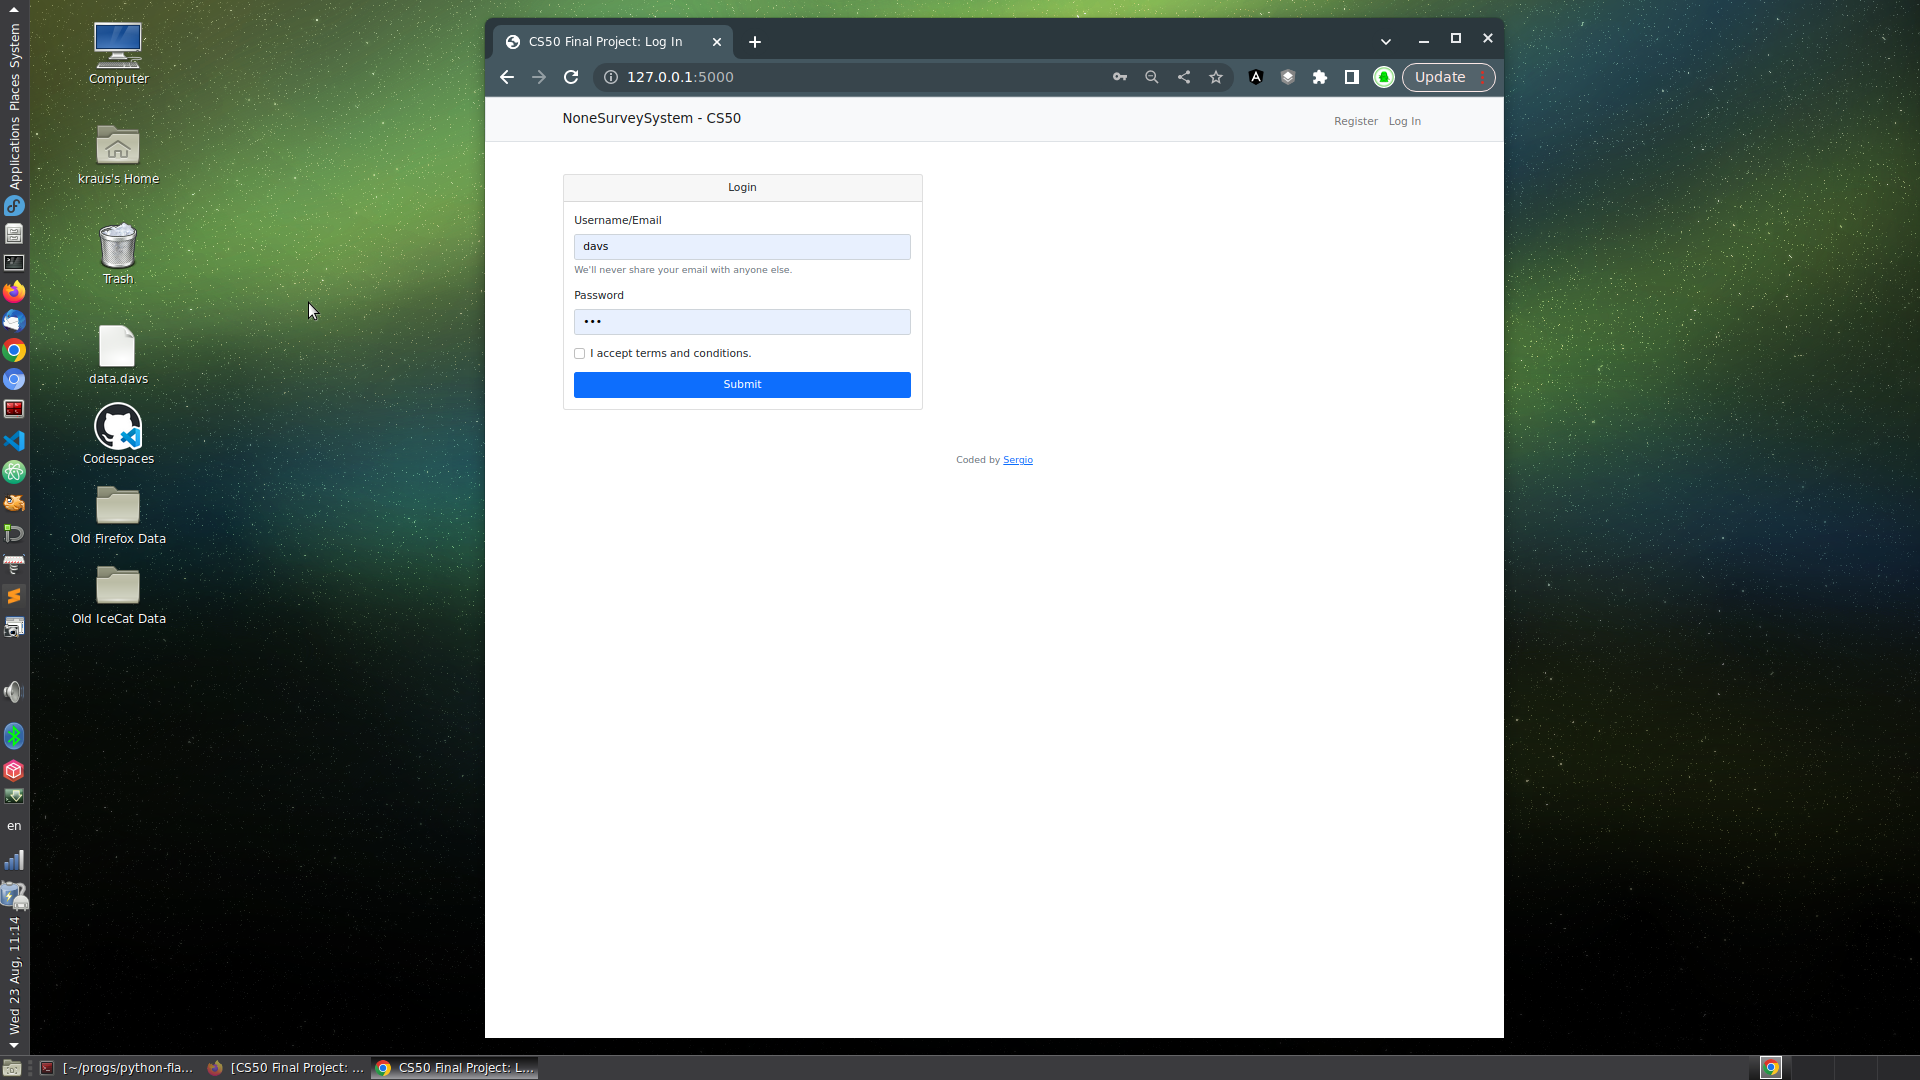 Applications Places System
Computer
kraus's Home
Trash
data.davs
Codespaces
Old Firefox Data
Old IceCat Data
en
Wed 23 Aug, 11:14
CS50 Final Project: Log In
127.0.0.1:5000
Update
NoneSurveySystem - CS50
Register Log In
Login
Username/Email
davs
We'll never share your email with anyone else.
Password
•••
I accept terms and conditions.
Submit
Coded by Sergio
[~/progs/python-fla...
[CS50 Final Project: ...
CS50 Final Project: L...